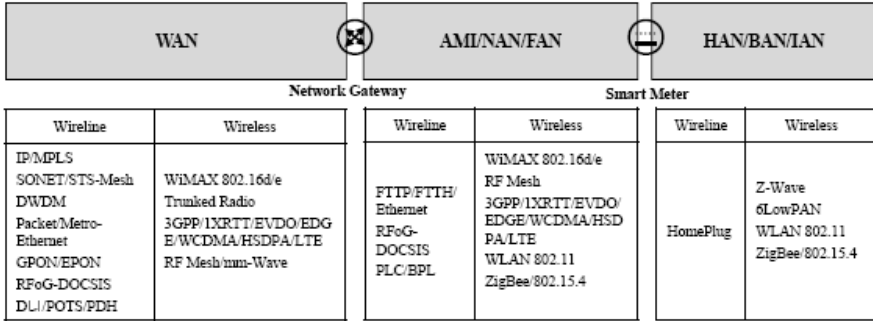 WAN
AMI/NAN/FAN
HAN/BAN/IAN
Network Gateway
Smart Meter
Wireline
Wireless
IP/MPLS
SONET/STS-Mesh
DWDM
Packet/Metro-
Ethernet
GPON/EPON
RFoG-DOCSIS
/POTS/PDH
WiMAX 802.16d/e
Trunked Radio
3GPP/1XRTT/EVDO/EDG
E/WCDMA/HSDPA/LTE
RF Mesh/mm-Wave
Wireline
Wireless
FTTP/FTTH/
Ethernet
RFoG-
DOCSIS
PLC/BPL
WiMAX 802.16d/e
RF Mesh
3GPP/1XRTT/EVDO/
EDGE/WCDMA/HSD
PA/LTE
WLAN 802.11
ZigBee/802.15.4
Wireline
Wireless
HomePlug
Z-Wave
6LowPAN
WLAN 802.11
ZigBee/802.15.4